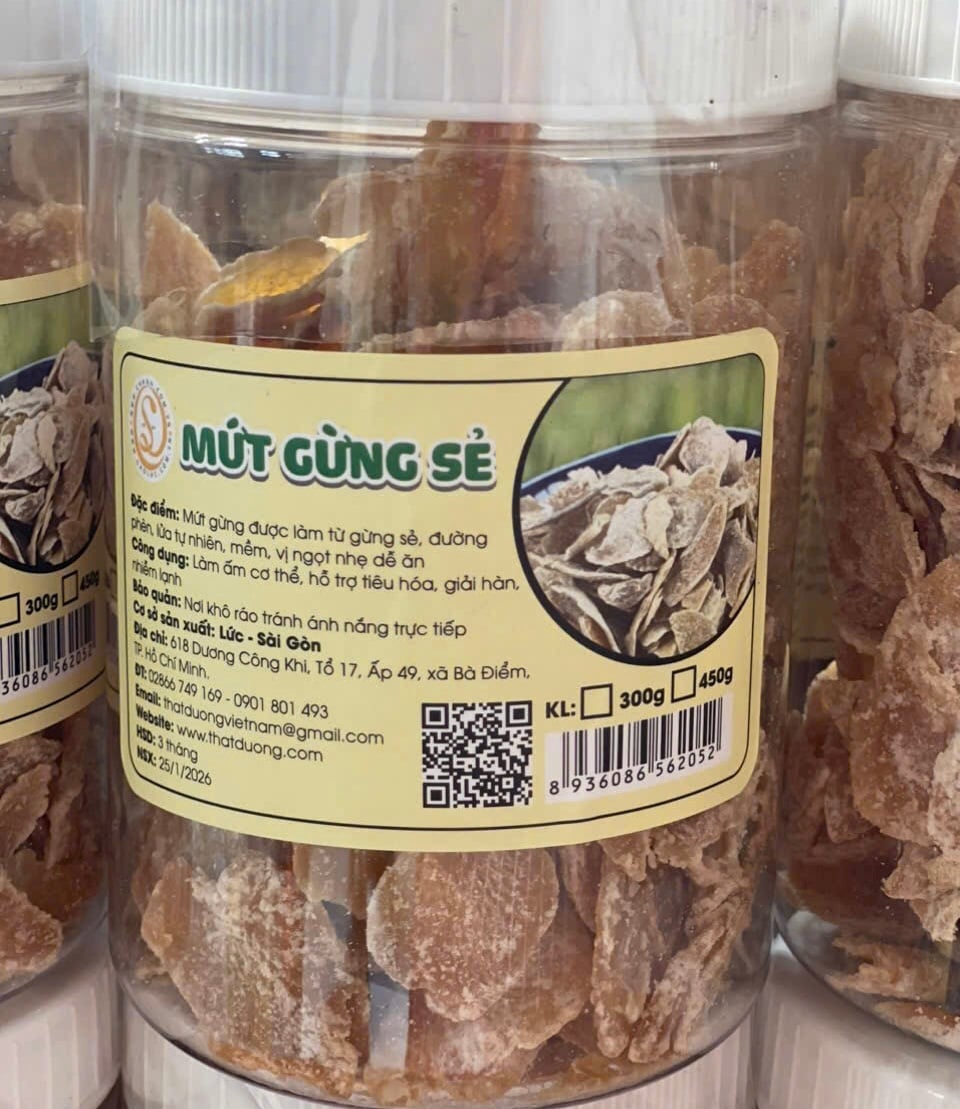 MỨT GỪNG SẺ
Đặc điểm: Mứt gừng được làm từ gừng sẻ, đường
phèn, lửa tự nhiên, mềm, vị ngọt nhẹ dễ ăn
Công dụng: Làm ấm cơ thể, hỗ trợ tiêu hóa, giải hàn,
nhiễm lạnh
Bảo quản: Nơi khô ráo tránh ánh nắng trực tiếp
Cơ sở sản xuất: Lức - Sài Gòn
Địa chỉ: 618 Dương Công Khi, Tổ 17, Ấp 49, xã Bà Điểm,
TP. Hồ Chí Minh.
ĐT: 02866 749 169 - 0901 801 493
Email: thatduongvietnam@gmail.com
Website: www.thatduong.com
HSD: 3 tháng
NSX: 25/1/2026
KL: 300g 450g
8 936086 562052
300g 450g
36086 562052